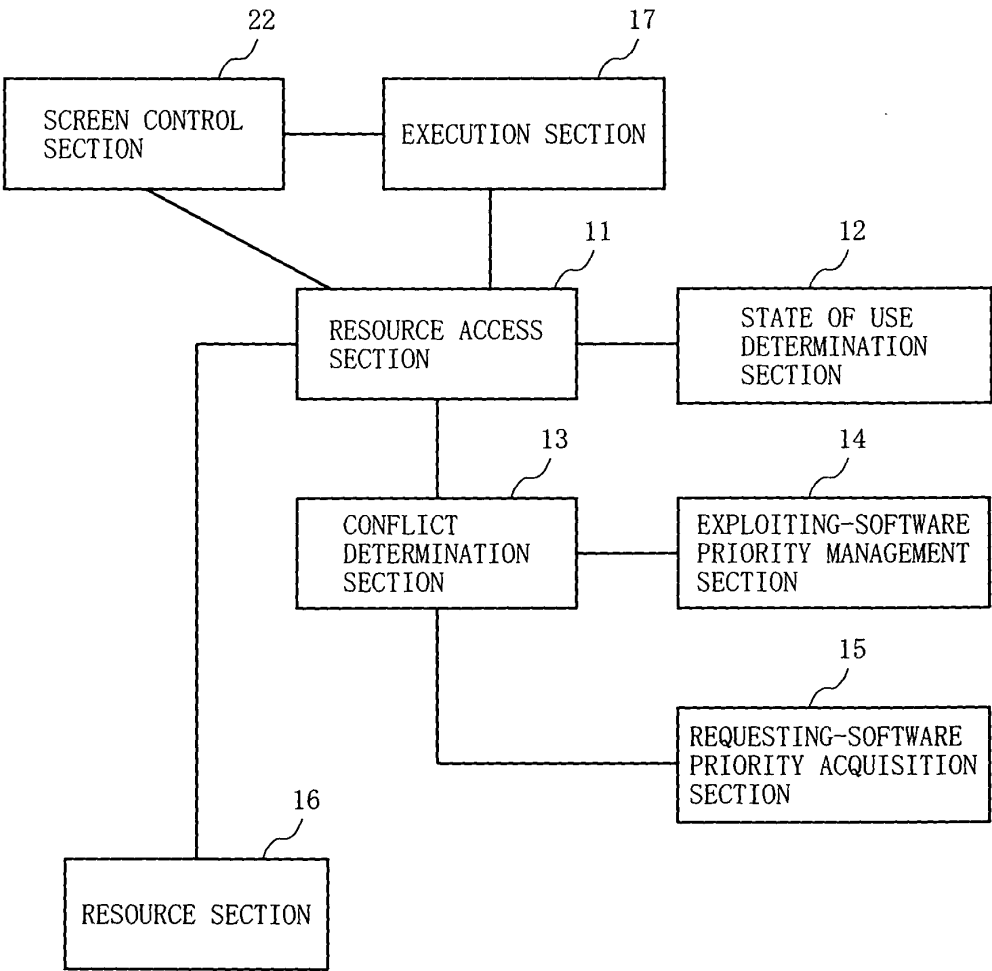 22
17
SCREEN CONTROL
SECTION
EXECUTION SECTION
11
12
RESOURCE ACCESS
SECTION
STATE OF USE
DETERMINATION
SECTION
13
14
CONFLICT
DETERMINATION
SECTION
EXPLOITING-SOFTWARE
PRIORITY MANAGEMENT
SECTION
15
REQUESTING-SOFTWARE
PRIORITY ACQUISITION
SECTION
16
RESOURCE SECTION